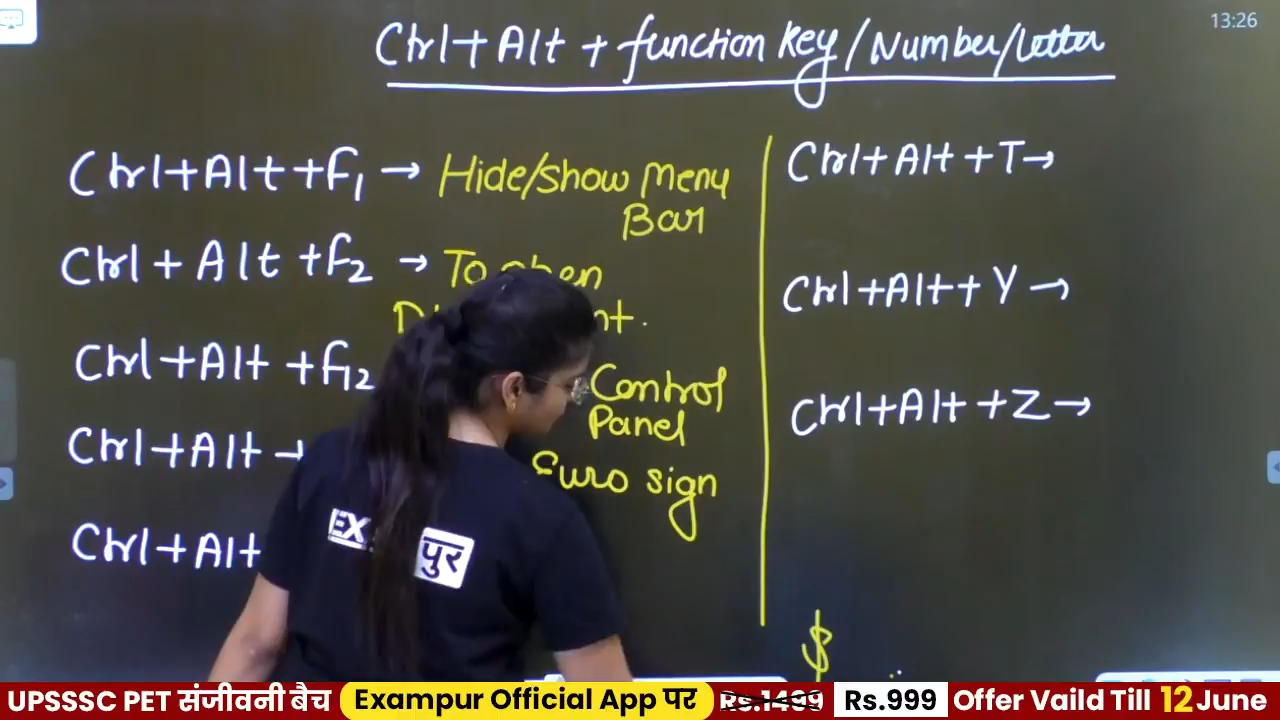 13:26
Ctrl+Alt + function key/Number/Letter
Ctrl+Alt+F1 → Hide/show Menu
Bar
Ctrl + Alt +F2 → To open
Ctrl+Alt +F12
Control
Panel
Ctrl+Alt →
Euro sign
Ctrl+Alt
Ctrl+Alt+T→
Ctrl+Alt+Y→
Ctrl+Alt+Z→
$
EX
पुर
UPSSSC PET संजीवनी बैच Exampur Official App पर Rs.1499 Rs.999 Offer Vaild Till 12 June